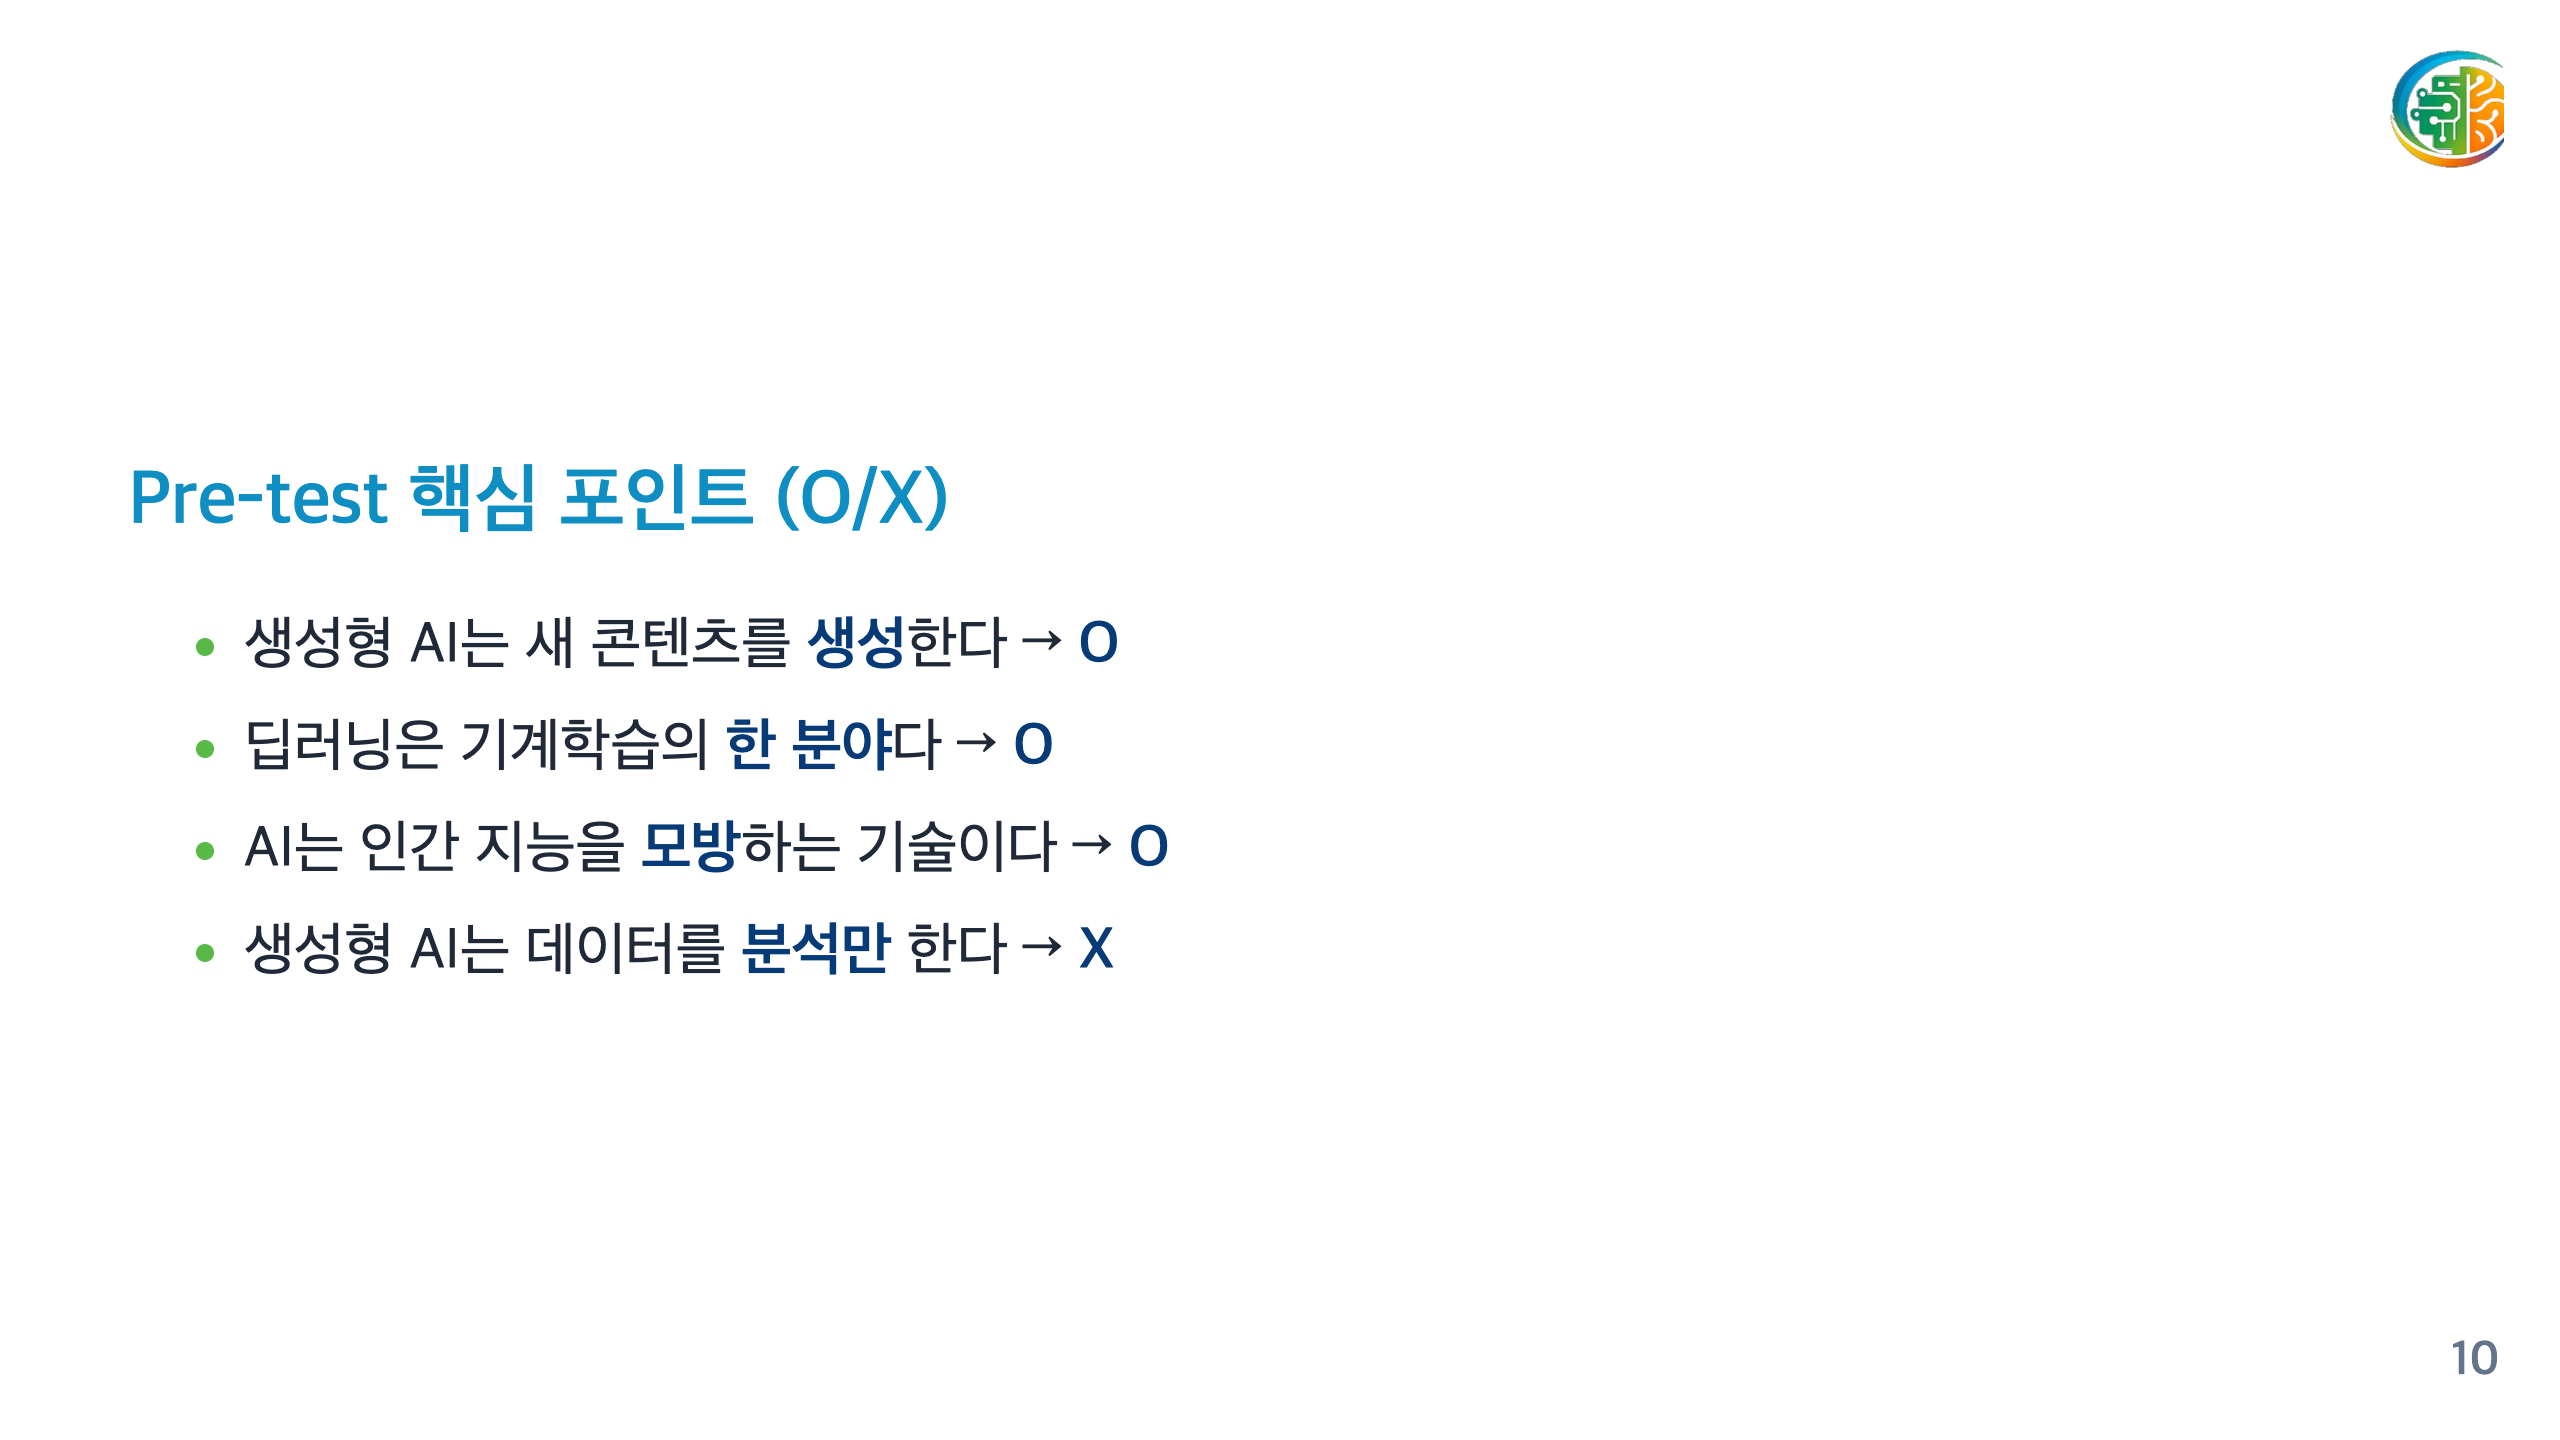 Pre-test 핵심 포인트 (O/X)
• 생성형 AI는 새 콘텐츠를 생성한다 → O
• 딥러닝은 기계학습의 한 분야다 → O
• AI는 인간 지능을 모방하는 기술이다 → O
• 생성형 AI는 데이터를 분석만 한다 → X
10